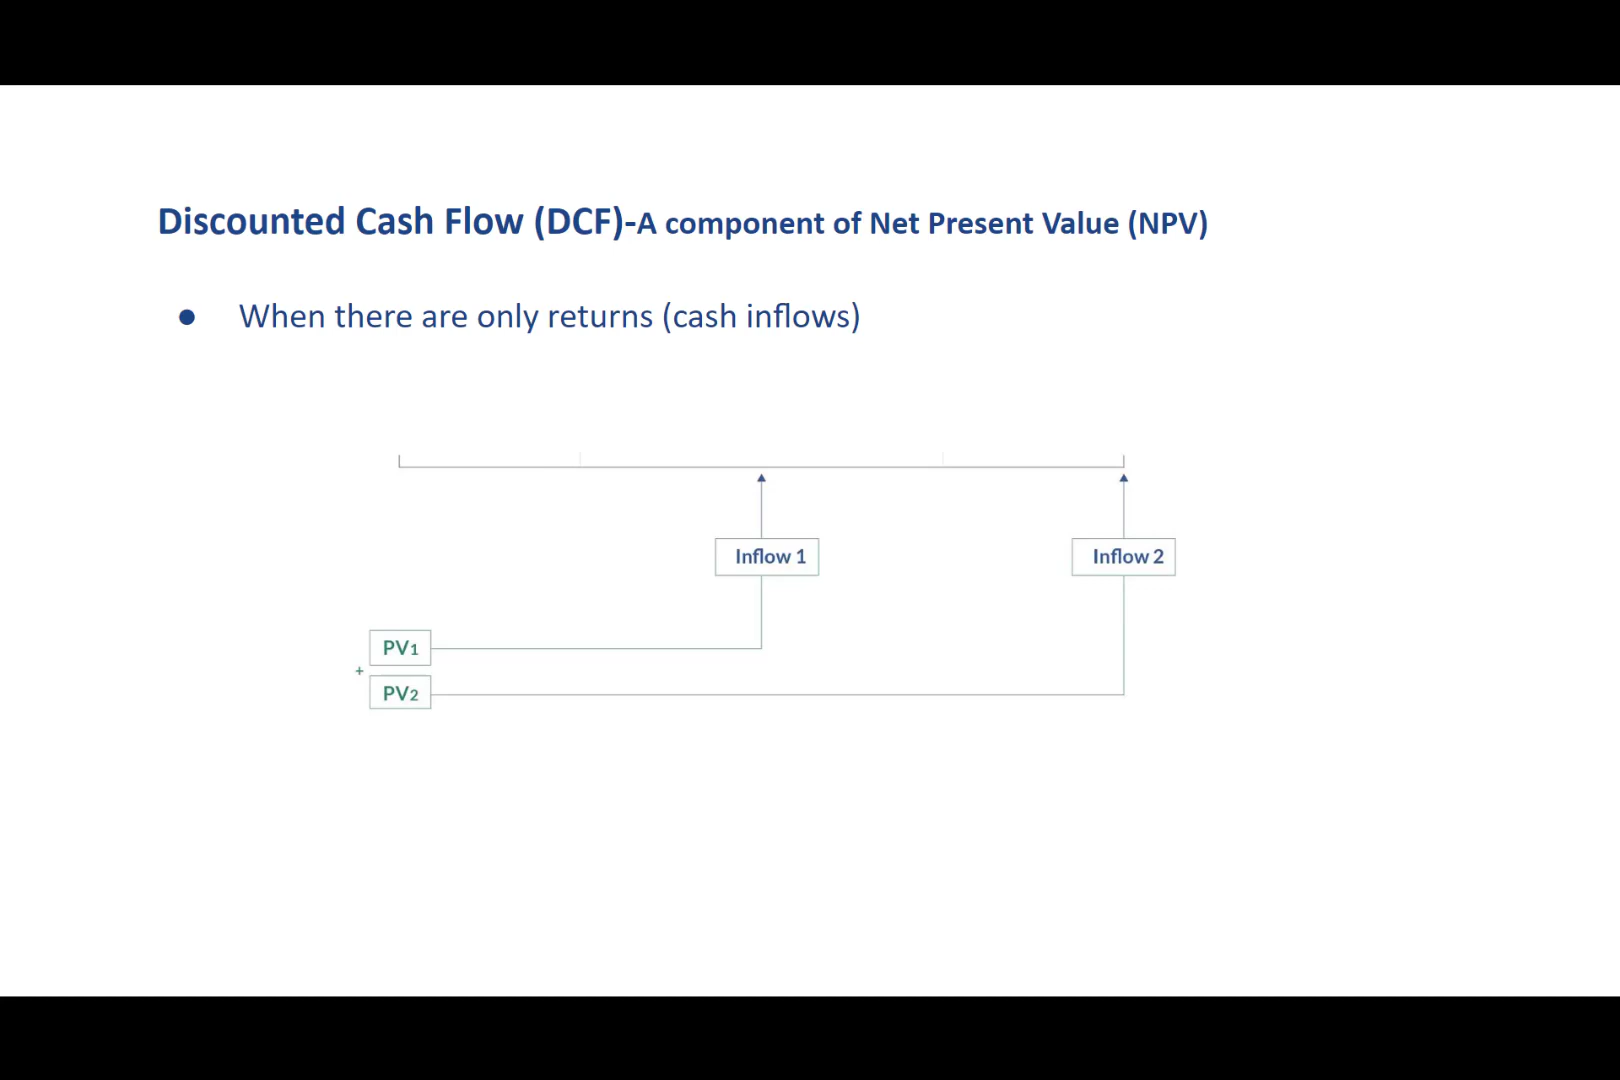 Discounted Cash Flow (DCF)-A component of Net Present Value (NPV)
● When there are only returns (cash inflows)
Inflow 1
Inflow 2
PV1
+
PV2